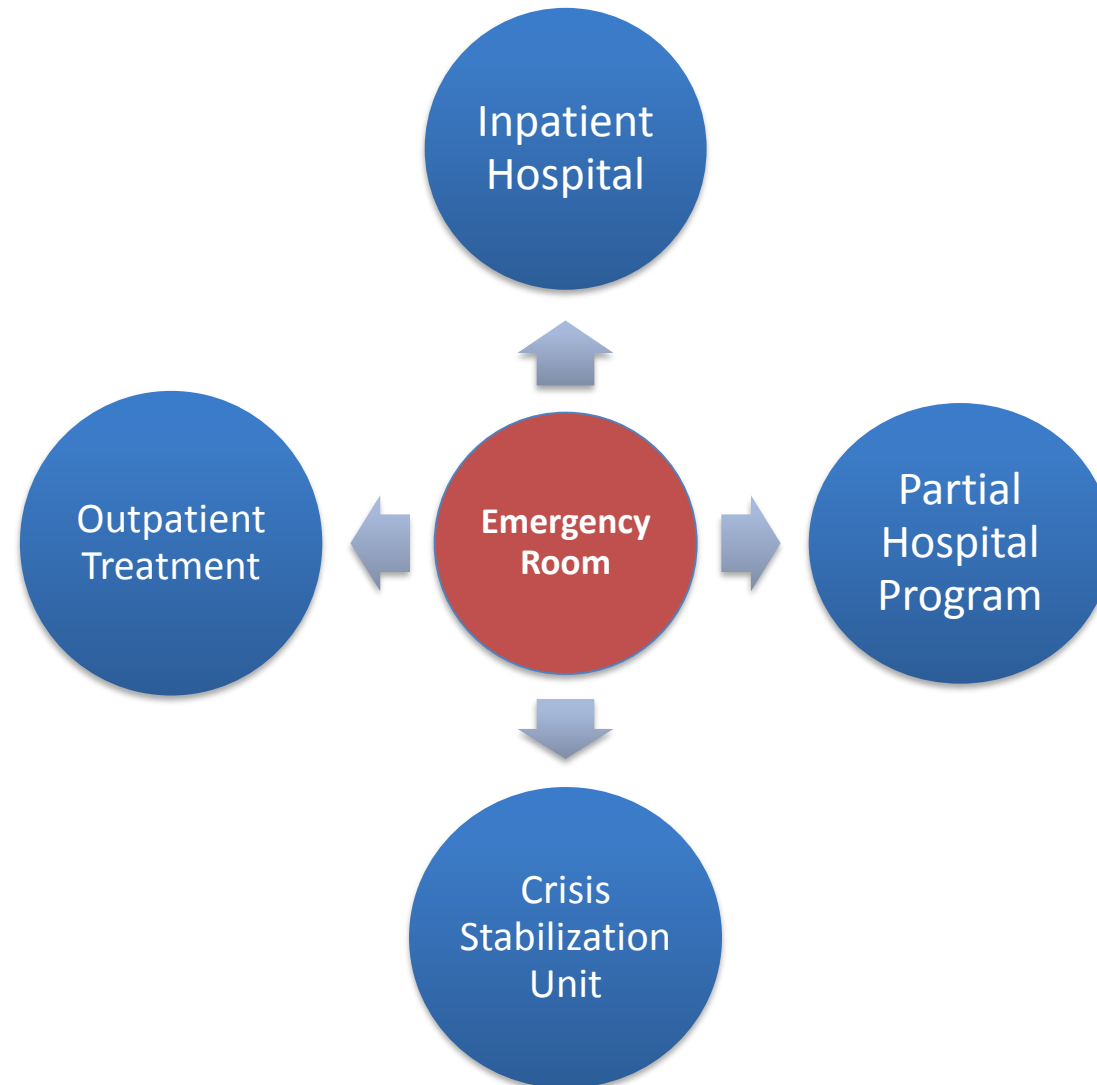 Inpatient
Hospital
Outpatient
Treatment
Emergency
Room
Partial
Hospital
Program
Crisis
Stabilization
Unit